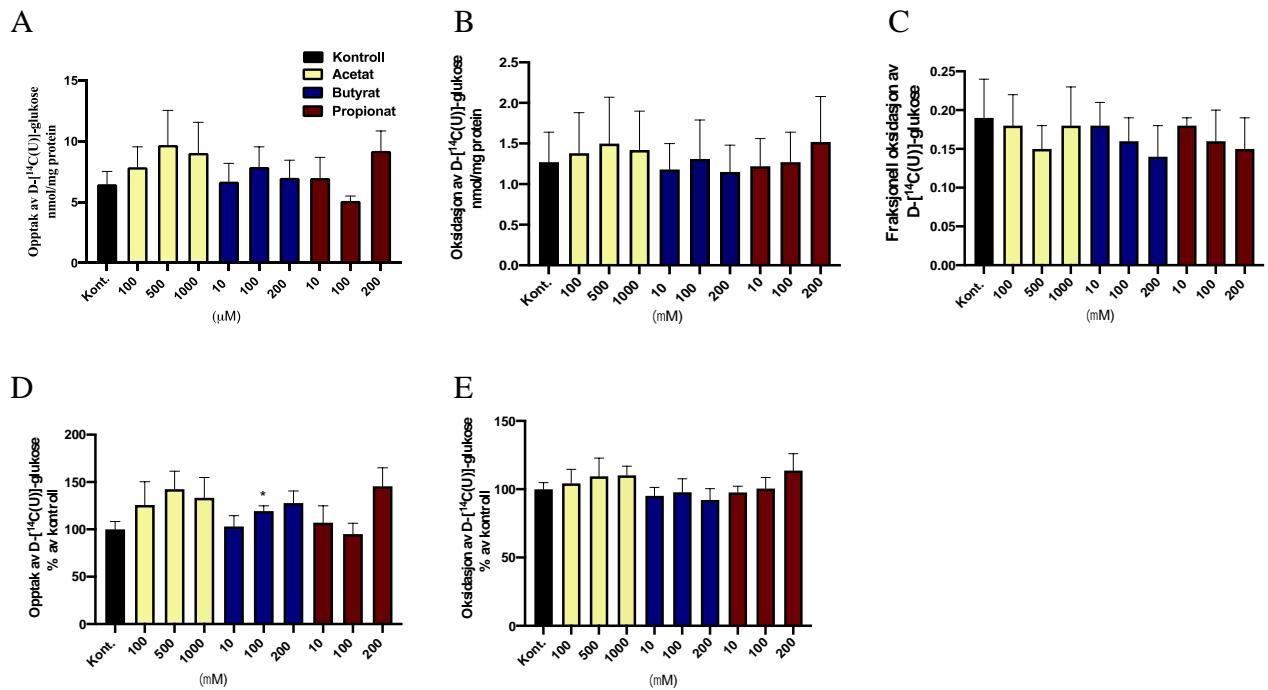 A
Kontroll
Acetat
Butyrat
Propionat
Opptak av D-[¹⁴C(U)]-glukose
nmol/mg protein
15
10
5
0
Kont.
100
500
1000
10
100
200
10
100
200
(μM)
B
Oksidasjon av D-[¹⁴C(U)]-glukose
nmol/mg protein
2.5
2.0
1.5
1.0
0.5
0.0
Kont.
100
500
1000
10
100
200
10
100
200
(mM)
C
Fraksjonell oksidasjon av
D-[¹⁴C(U)]-glukose
0.25
0.20
0.15
0.10
0.05
0.00
Kont.
100
500
1000
10
100
200
10
100
200
(mM)
D
Opptak av D-[¹⁴C(U)]-glukose
% av kontroll
200
150
100
50
0
*
Kont.
100
500
1000
10
100
200
10
100
200
(mM)
E
Oksidasjon av D-[¹⁴C(U)]-glukose
% av kontroll
150
100
50
0
Kont.
100
500
1000
10
100
200
10
100
200
(mM)